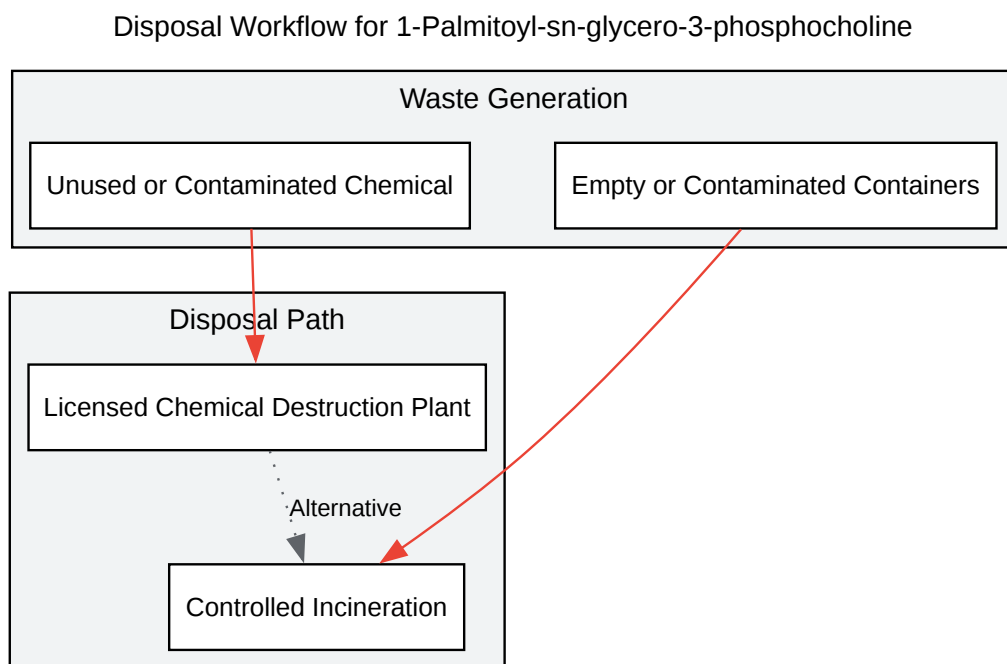 Disposal Workflow for 1-Palmitoyl-sn-glycero-3-phosphocholine
Waste Generation
Unused or Contaminated Chemical
Empty or Contaminated Containers
Disposal Path
Licensed Chemical Destruction Plant
Alternative
Controlled Incineration